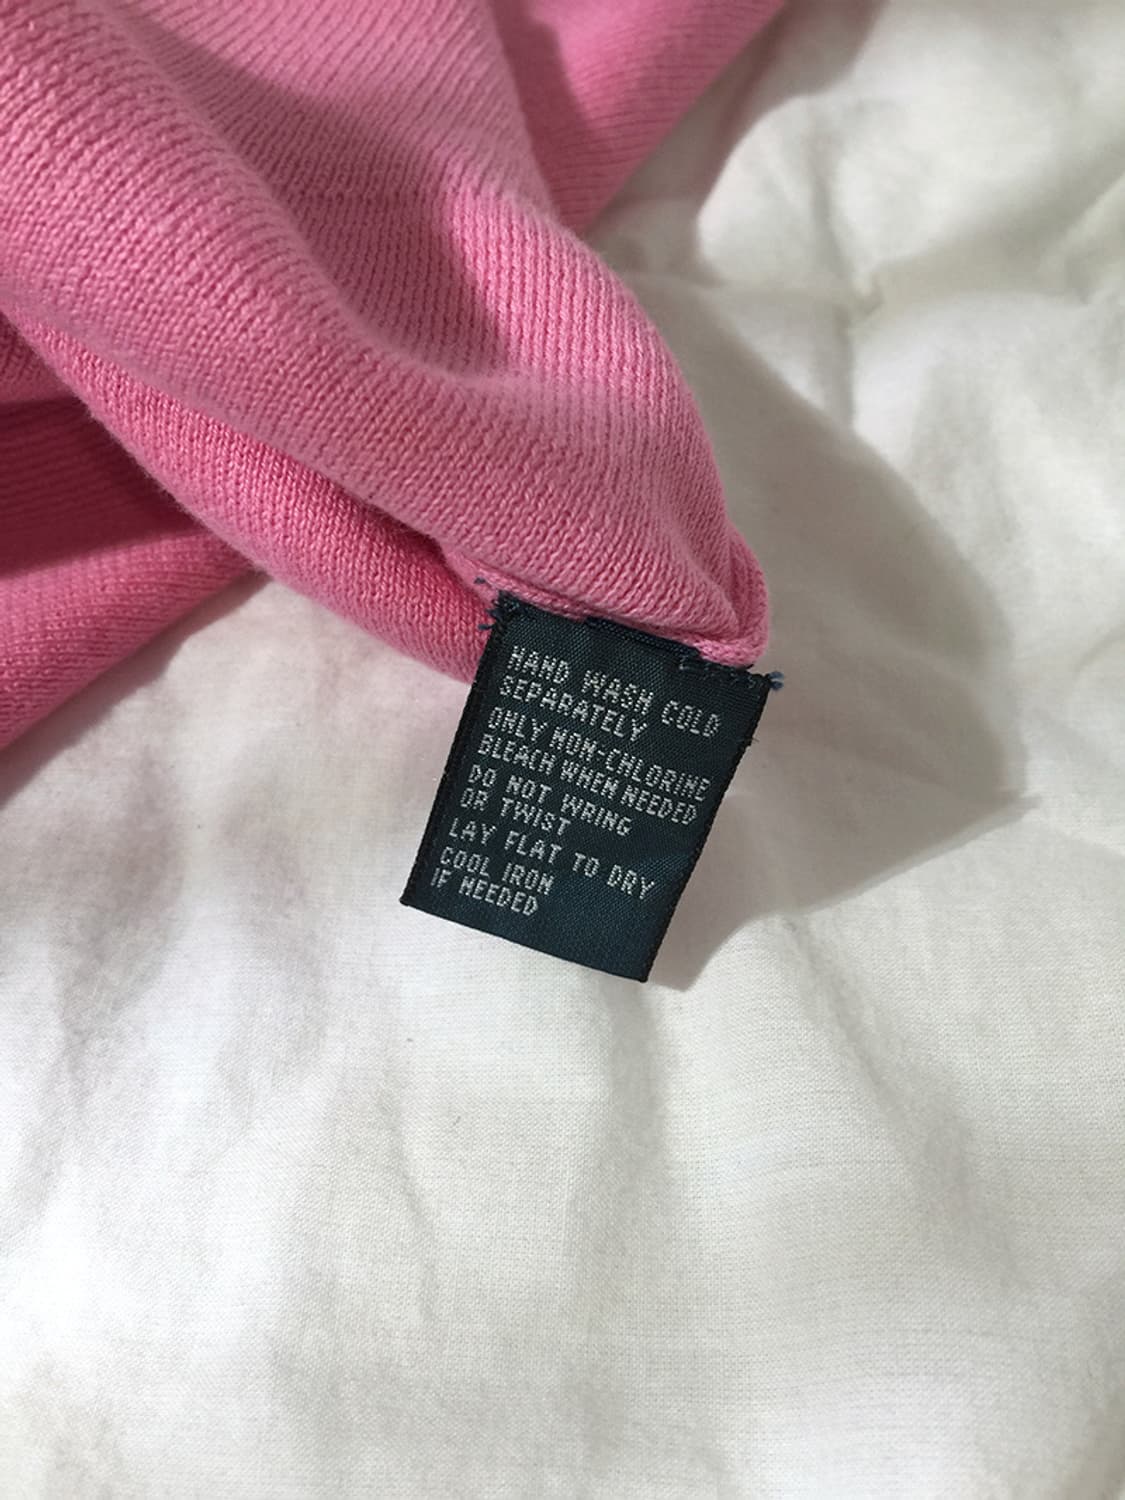 HAND WASH COLD
SEPARATELY
ONLY NON-CHLORINE
BLEACH WHEN NEEDED
DO NOT WRING
OR TWIST
LAY FLAT TO DRY
COOL IRON
IF NEEDED